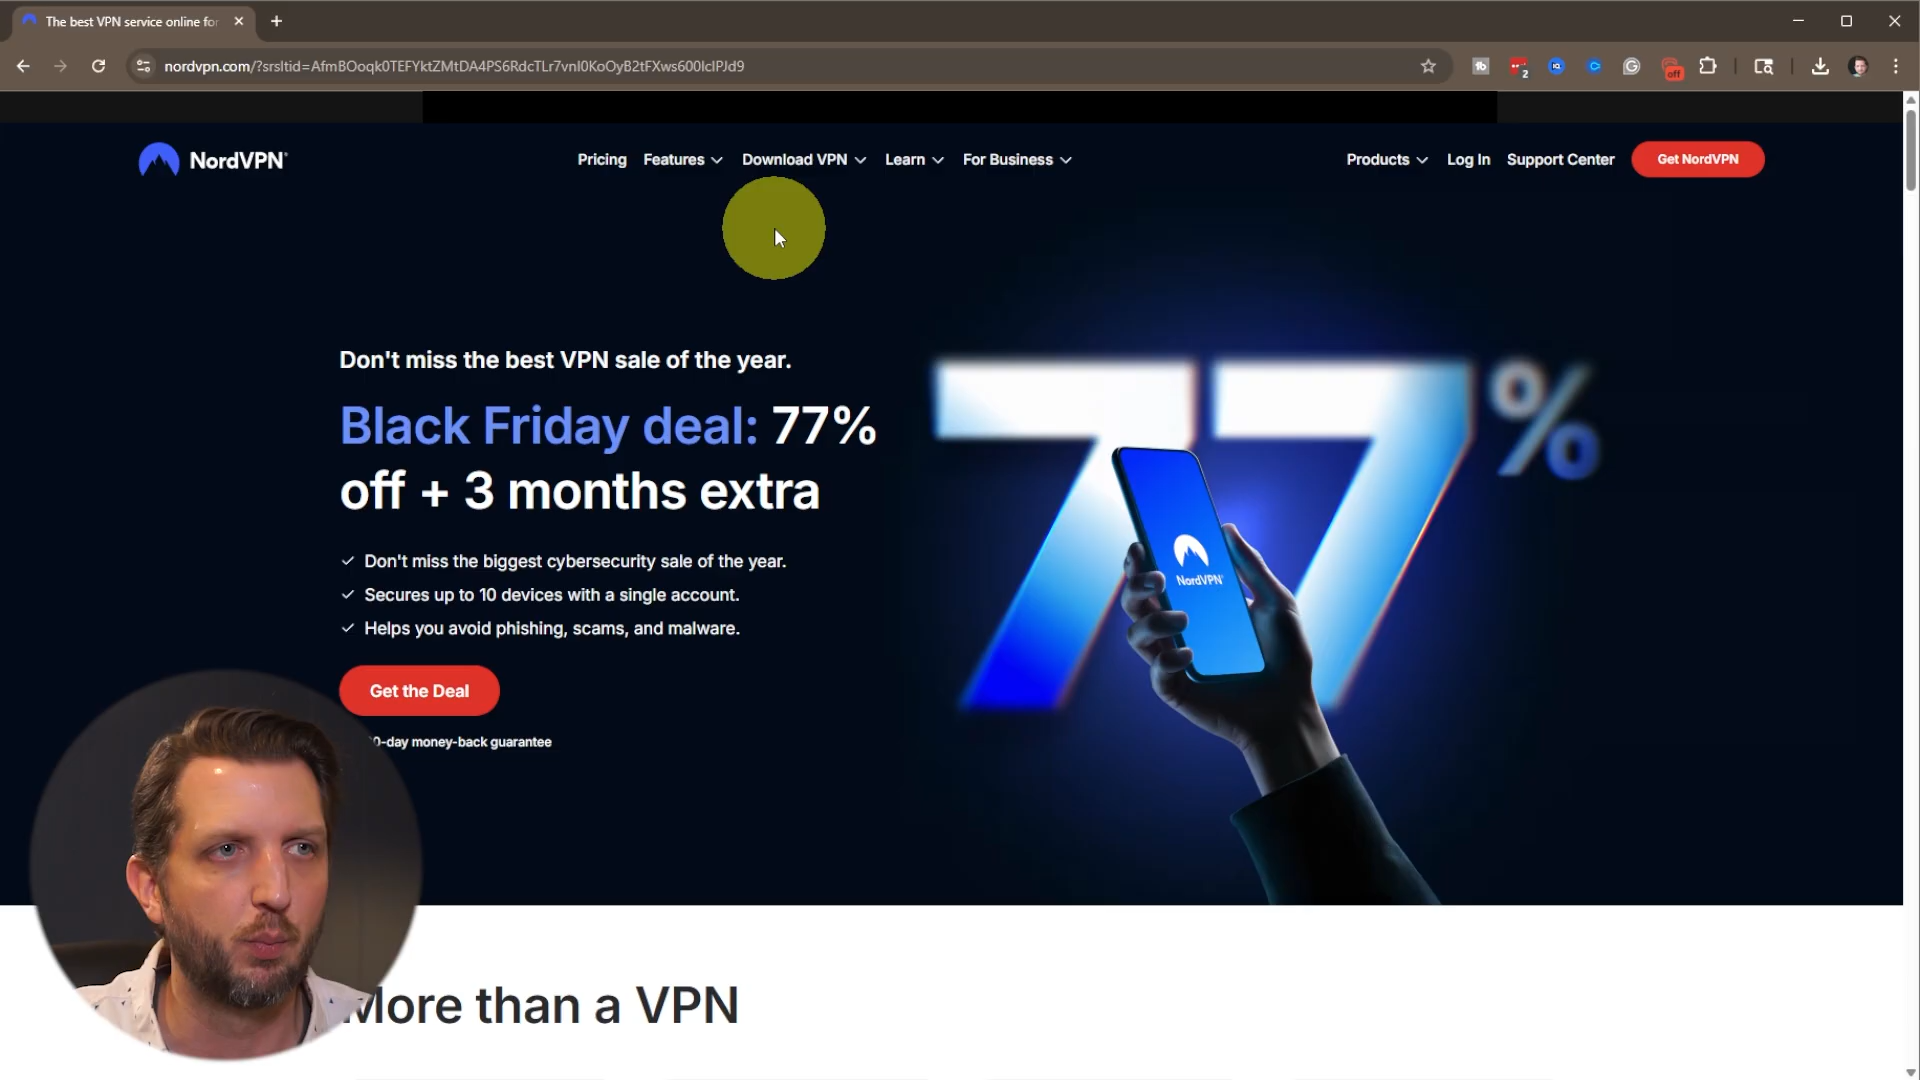 The best VPN service online for
nordvpn.com/?srsltid=AfmBOoqk0TEFYktZMtDA4PS6RdcTLr7vnI0KoOyB2tFXws600IcIPJd9
2
off
NordVPN®
Pricing
Features
Download VPN
Learn
For Business
Products
Log In
Support Center
Get NordVPN
Don't miss the best VPN sale of the year.
Black Friday deal: 77%
off + 3 months extra
✓ Don't miss the biggest cybersecurity sale of the year.
✓ Secures up to 10 devices with a single account.
✓ Helps you avoid phishing, scams, and malware.
Get the Deal
0-day money-back guarantee
77%
NordVPN®
More than a VPN